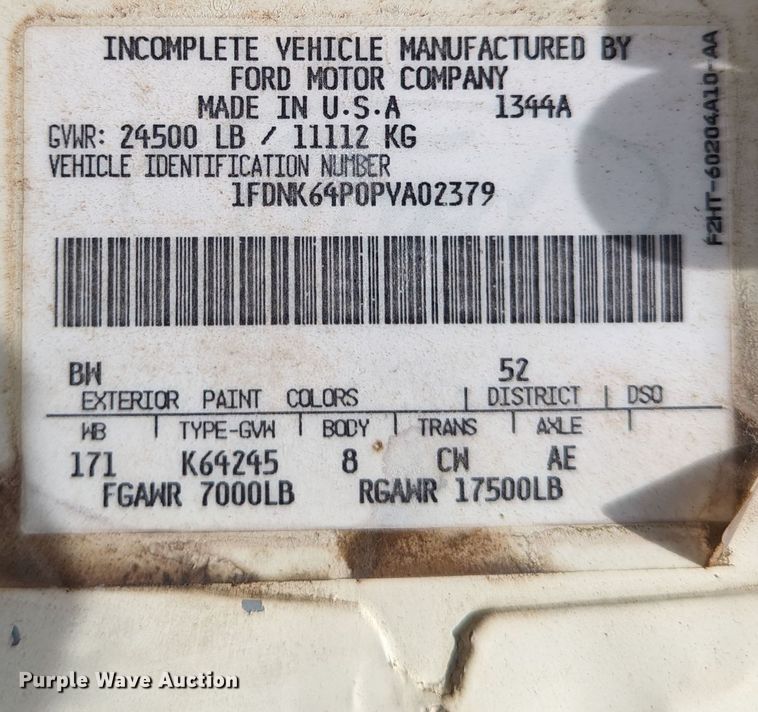 INCOMPLETE VEHICLE MANUFACTURED BY
FORD MOTOR COMPANY
MADE IN U.S.A 1344A
GVWR: 24500 LB / 11112 KG
VEHICLE IDENTIFICATION NUMBER
1FDNK64P0PVA02379
F2HT-60204A10-AA
BW 52
EXTERIOR PAINT COLORS DISTRICT DSO
WB TYPE-GVW BODY TRANS AXLE
171 K64245 8 CW AE
FGAWR 7000LB RGAWR 17500LB
Purple Wave Auction